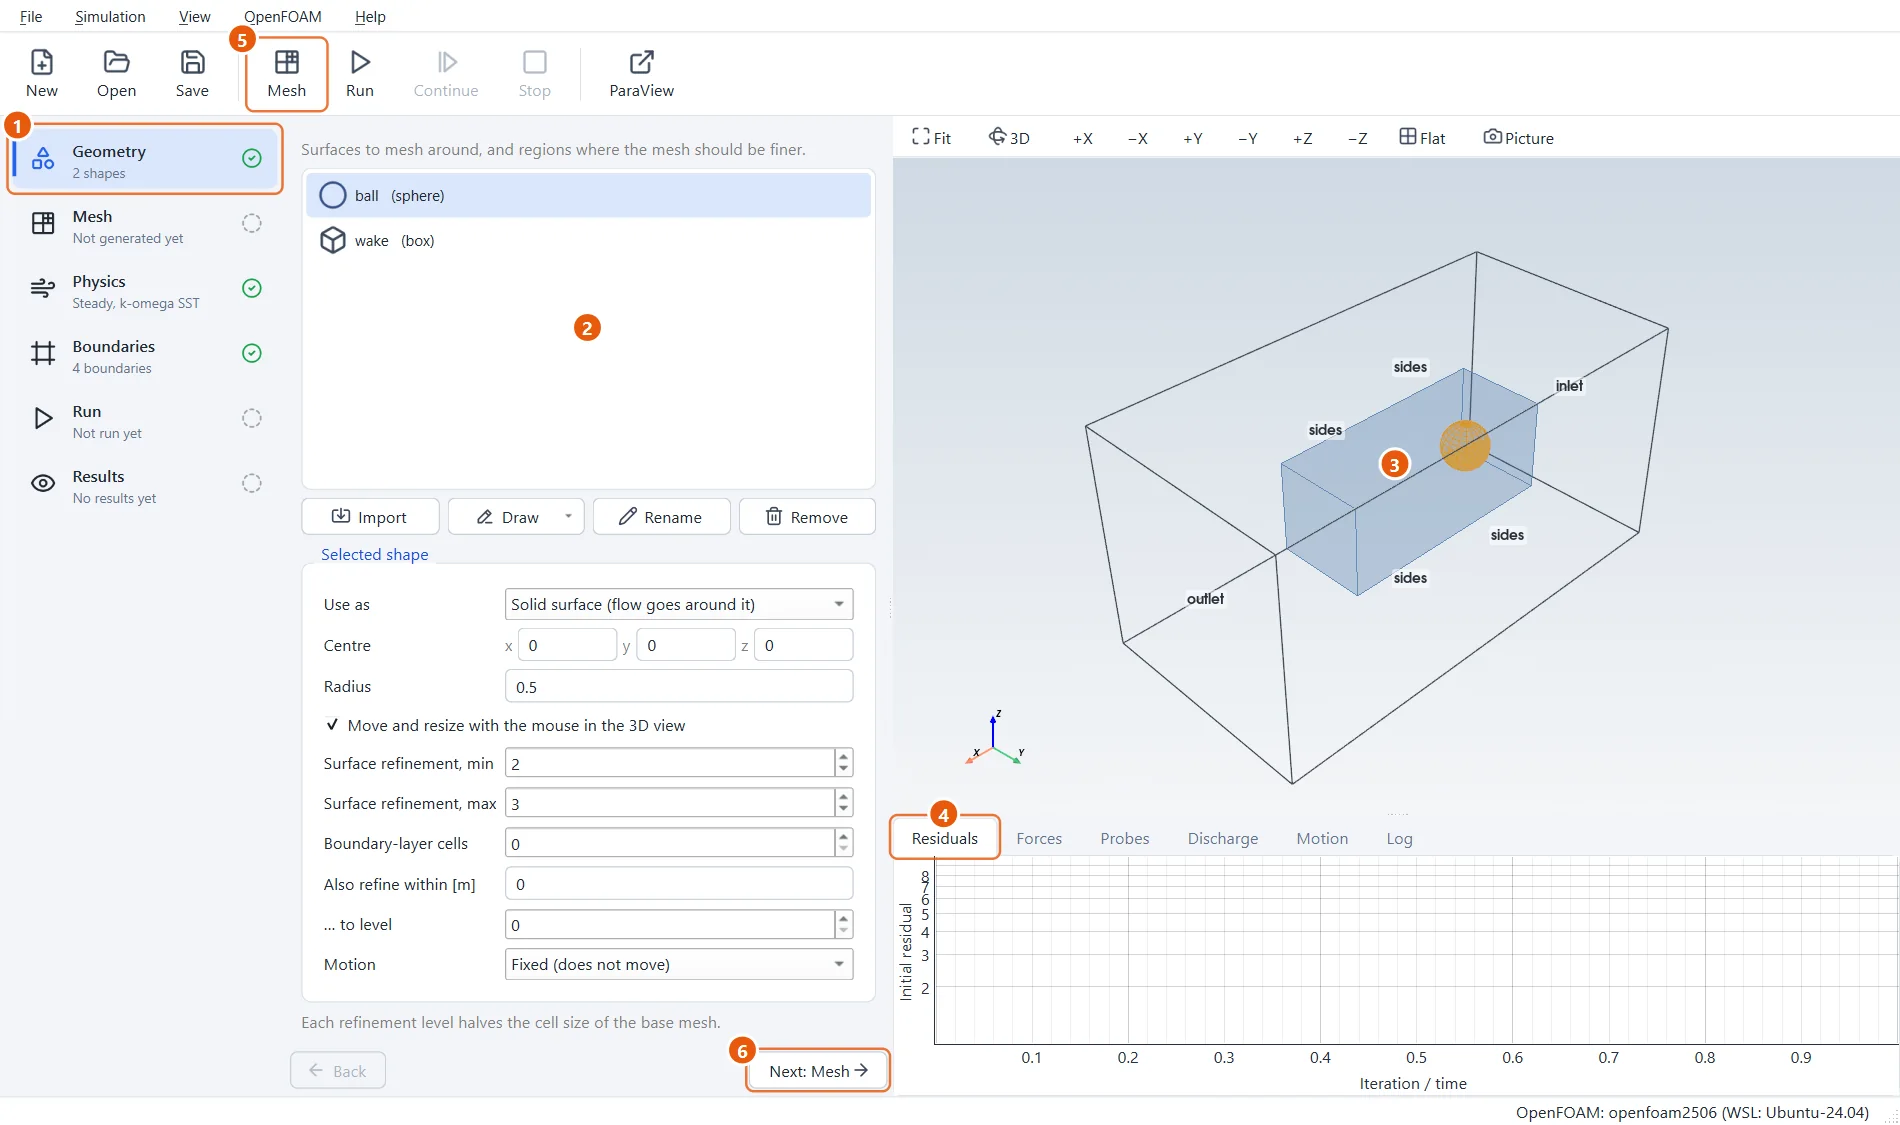 File Simulation View OpenFOAM Help
5
New Open Save Mesh Run Continue Stop ParaView
1
Geometry
2 shapes
Mesh
Not generated yet
Physics
Steady, k-omega SST
Boundaries
4 boundaries
Run
Not run yet
Results
No results yet
Surfaces to mesh around, and regions where the mesh should be finer.
ball (sphere)
wake (box)
2
Import Draw Rename Remove
Selected shape
Use as Solid surface (flow goes around it)
Centre x 0 y 0 z 0
Radius 0.5
✓ Move and resize with the mouse in the 3D view
Surface refinement, min 2
Surface refinement, max 3
Boundary-layer cells 0
Also refine within [m] 0
... to level 0
Motion Fixed (does not move)
Each refinement level halves the cell size of the base mesh.
Back
6
Next: Mesh
Fit 3D +X −X +Y −Y +Z −Z Flat Picture
sides
inlet
sides
3
sides
sides
outlet
Z
X Y
4
Residuals Forces Probes Discharge Motion Log
Initial residual
8
7
6
5
4
3
2
0.1 0.2 0.3 0.4 0.5 0.6 0.7 0.8 0.9
Iteration / time
OpenFOAM: openfoam2506 (WSL: Ubuntu-24.04)